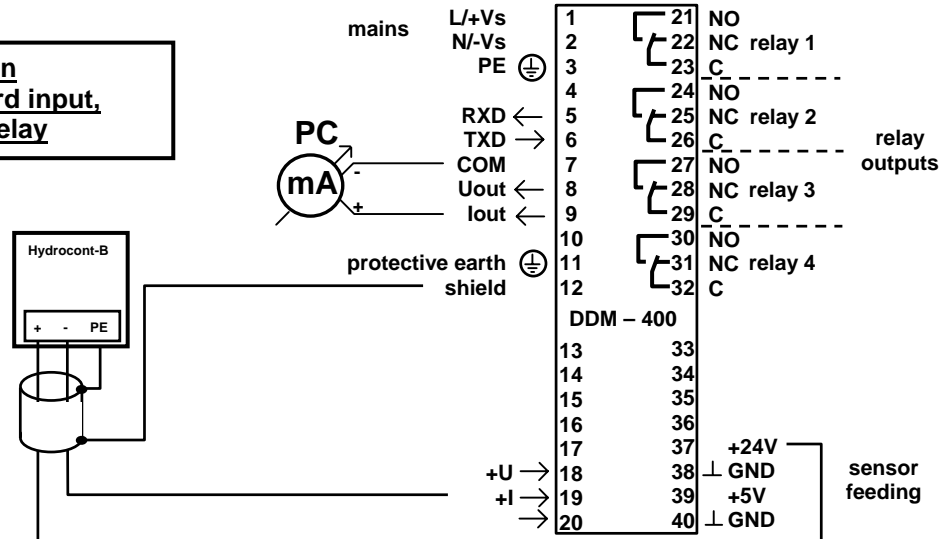 n
rd input,
elay
mains L/+Vs 1 21 NO
N/-Vs 2 22 NC relay 1
PE 3 23 C
4 24 NO
RXD ← 5 25 NC relay 2
TXD → 6 26 C
PC
mA
-
+
COM 7 27 NO
Uout ← 8 28 NC relay 3
Iout ← 9 29 C
relay
outputs
10 30 NO
protective earth 11 31 NC relay 4
shield 12 32 C
DDM – 400
Hydrocont-B
+ - PE
13 33
14 34
15 35
16 36
17 37 +24V
+U → 18 38 ⊥ GND
+I → 19 39 +5V
→ 20 40 ⊥ GND
sensor
feeding